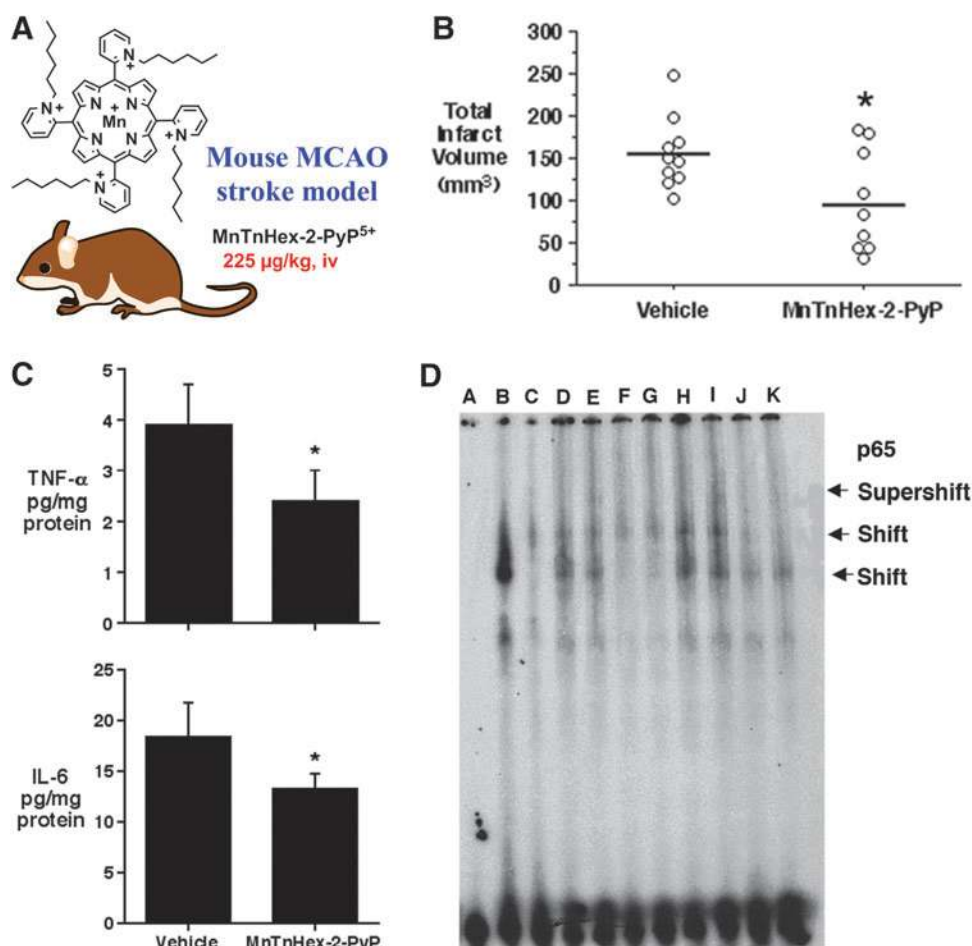 A
N
N
N
N
N
N
N
N
Mn
+
+
+
+
+
Mouse MCAO
stroke model
MnTnHex-2-PyP5+
225 µg/kg, iv
B
Total
Infarct
Volume
(mm3)
300
250
200
150
100
50
0
*
Vehicle
MnTnHex-2-PyP
C
TNF-α
pg/mg
protein
5
4
3
2
1
0
*
IL-6
pg/mg
protein
25
20
15
10
5
0
*
Vehicle
MnTnHex-2-PyP
D
A B C D E F G H I J K
p65
Supershift
Shift
Shift